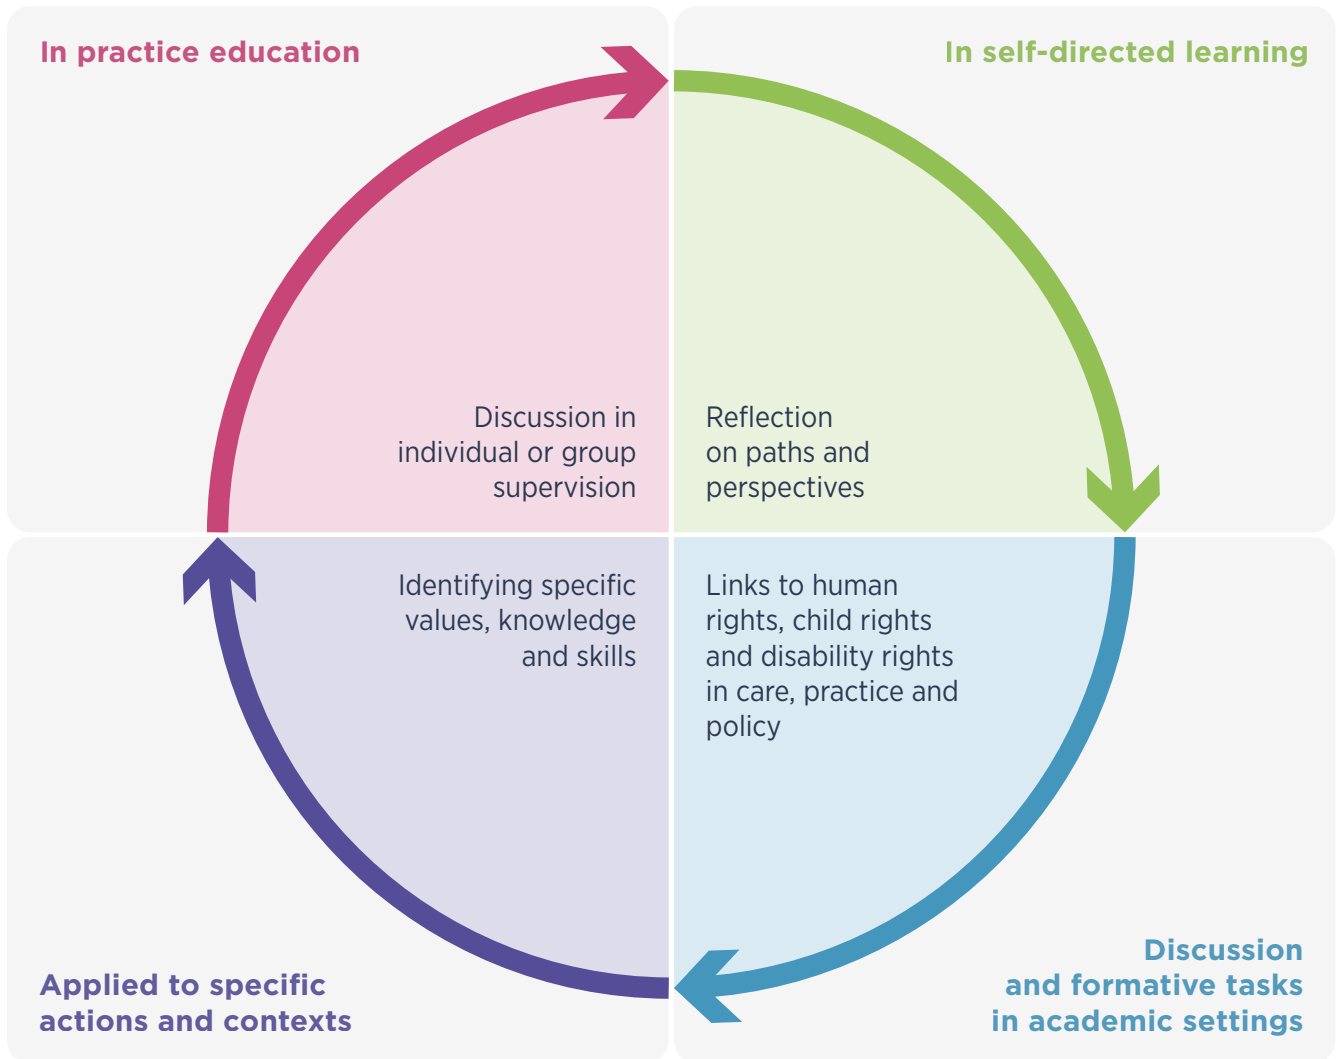 In practice education
In self-directed learning
Discussion in
individual or group
supervision
Reflection
on paths and
perspectives
Identifying specific
values, knowledge
and skills
Links to human
rights, child rights
and disability rights
in care, practice and
policy
Applied to specific
actions and contexts
Discussion
and formative tasks
in academic settings